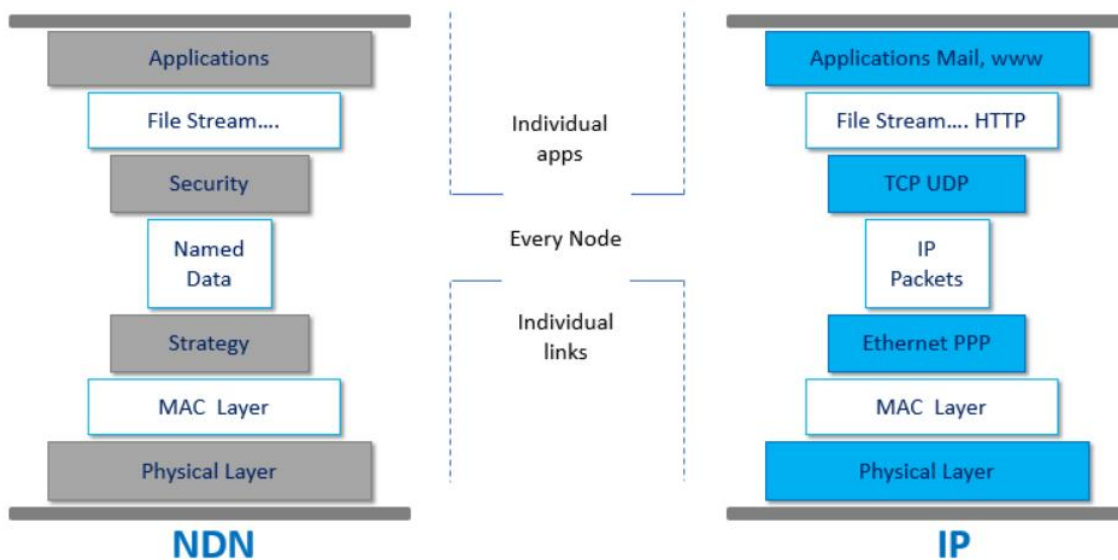 Applications
File Stream....
Security
Named
Data
Strategy
MAC Layer
Physical Layer
NDN
Individual
apps
Every Node
Individual
links
Applications Mail, www
File Stream.... HTTP
TCP UDP
IP
Packets
Ethernet PPP
MAC Layer
Physical Layer
IP